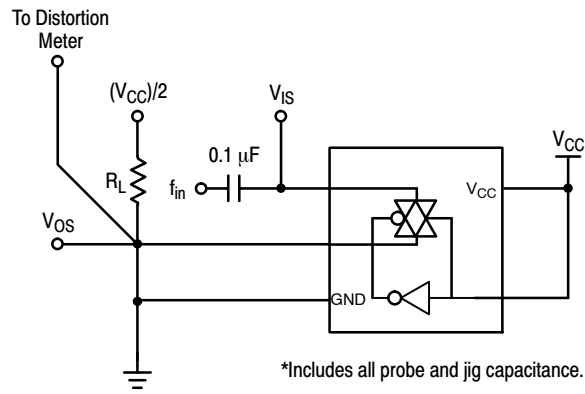 To Distortion
Meter
(VCC)/2
VIS
VCC
0.1 μF
RL
fin
VCC
VOS
GND
*Includes all probe and jig capacitance.